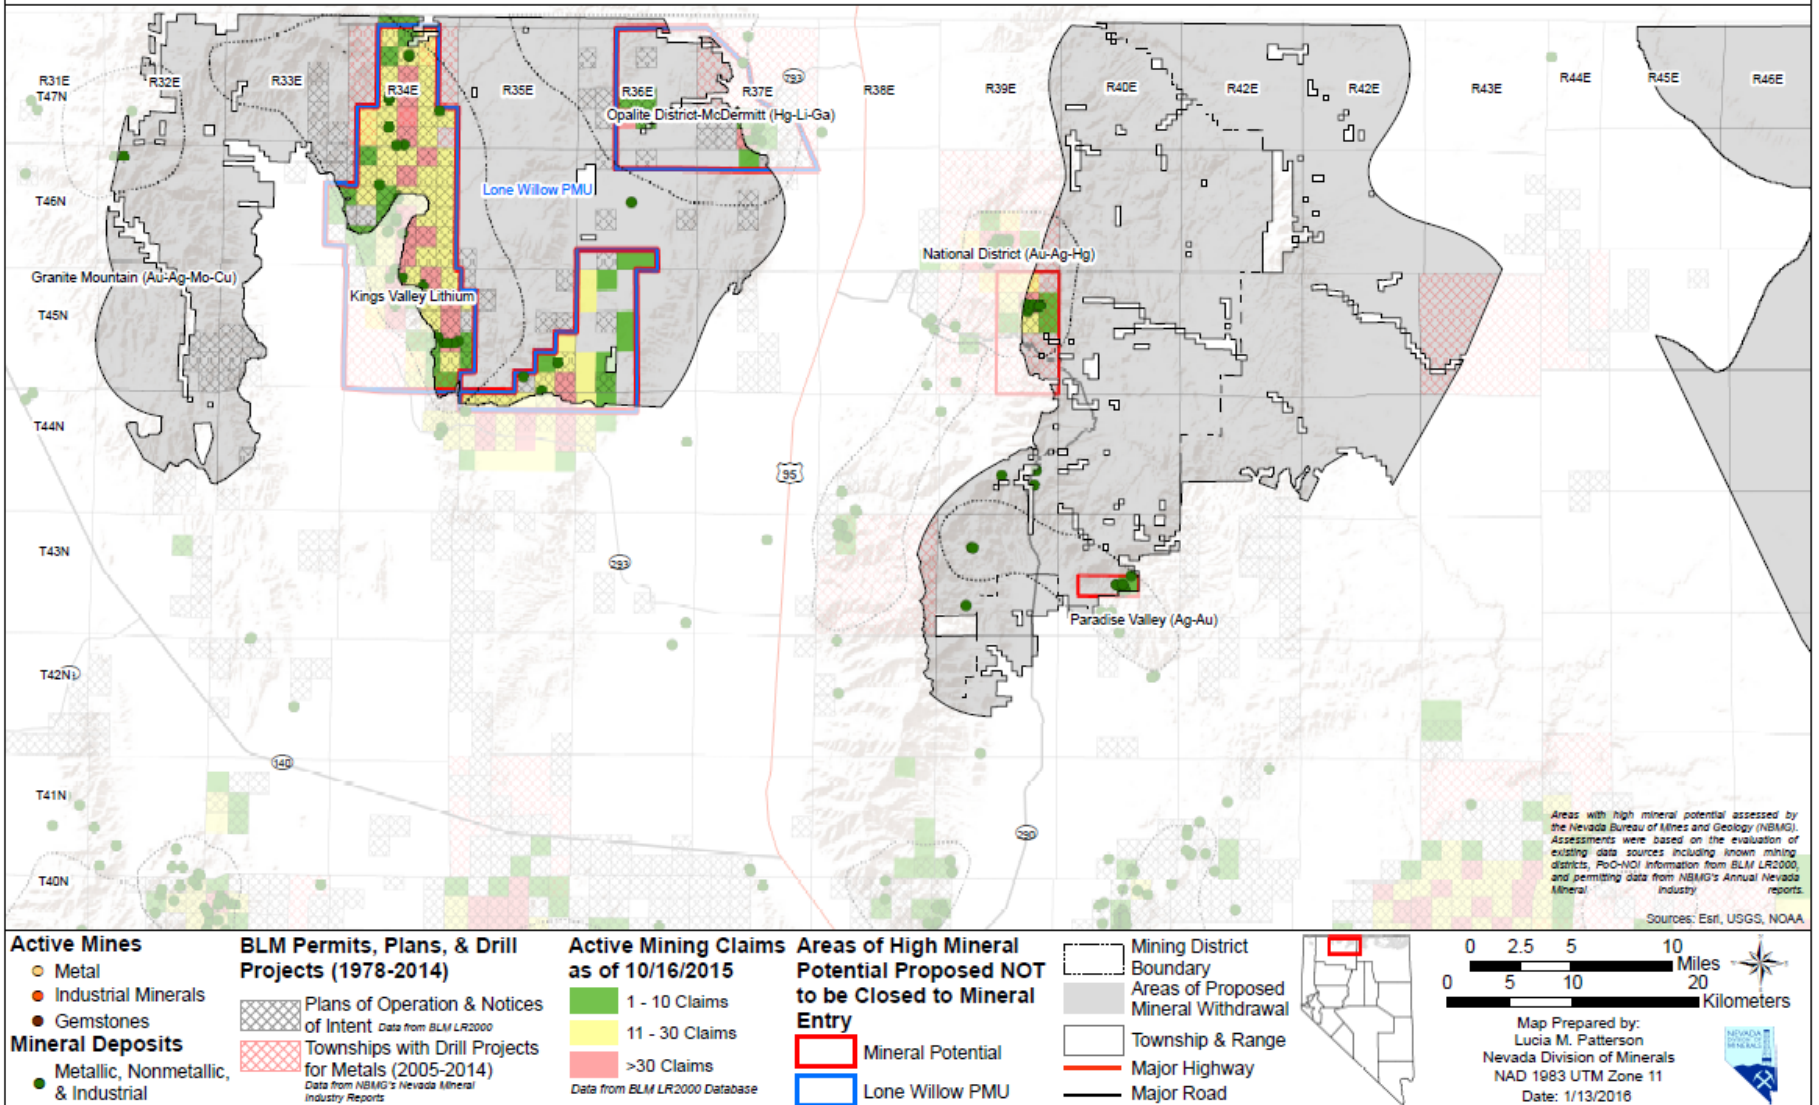 R31E
T47N
R32E
R33E
R34E
R35E
R36E
R37E
793
R38E
R39E
R40E
R42E
R42E
R43E
R44E
R45E
R46E
Opalite District-McDermitt (Hg-Li-Ga)
Lone Willow PMU
T46N
National District (Au-Ag-Hg)
Granite Mountain (Au-Ag-Mo-Cu)
Kings Valley Lithium
T45N
T44N
95
T43N
293
Paradise Valley (Ag-Au)
T42N
140
T41N
290
T40N
Areas with high mineral potential assessed by
the Nevada Bureau of Mines and Geology (NBMG).
Assessments were based on the evaluation of
existing data sources including known mining
districts, PoO-NOI information from BLM LR2000,
and permitting data from NBMG's Annual Nevada
Mineral Industry reports.
Sources: Esri, USGS, NOAA
Active Mines
Metal
Industrial Minerals
Gemstones
Mineral Deposits
Metallic, Nonmetallic,
& Industrial
BLM Permits, Plans, & Drill
Projects (1978-2014)
Plans of Operation & Notices
of Intent Data from BLM LR2000
Townships with Drill Projects
for Metals (2005-2014)
Data from NBMG's Nevada Mineral
Industry Reports
Active Mining Claims
as of 10/16/2015
1 - 10 Claims
11 - 30 Claims
>30 Claims
Data from BLM LR2000 Database
Areas of High Mineral
Potential Proposed NOT
to be Closed to Mineral
Entry
Mineral Potential
Lone Willow PMU
Mining District
Boundary
Areas of Proposed
Mineral Withdrawal
Township & Range
Major Highway
Major Road
0 2.5 5 10
Miles
0 5 10 20
Kilometers
Map Prepared by:
Lucia M. Patterson
Nevada Division of Minerals
NAD 1983 UTM Zone 11
Date: 1/13/2016
NEVADA
DIVISION OF
MINERALS